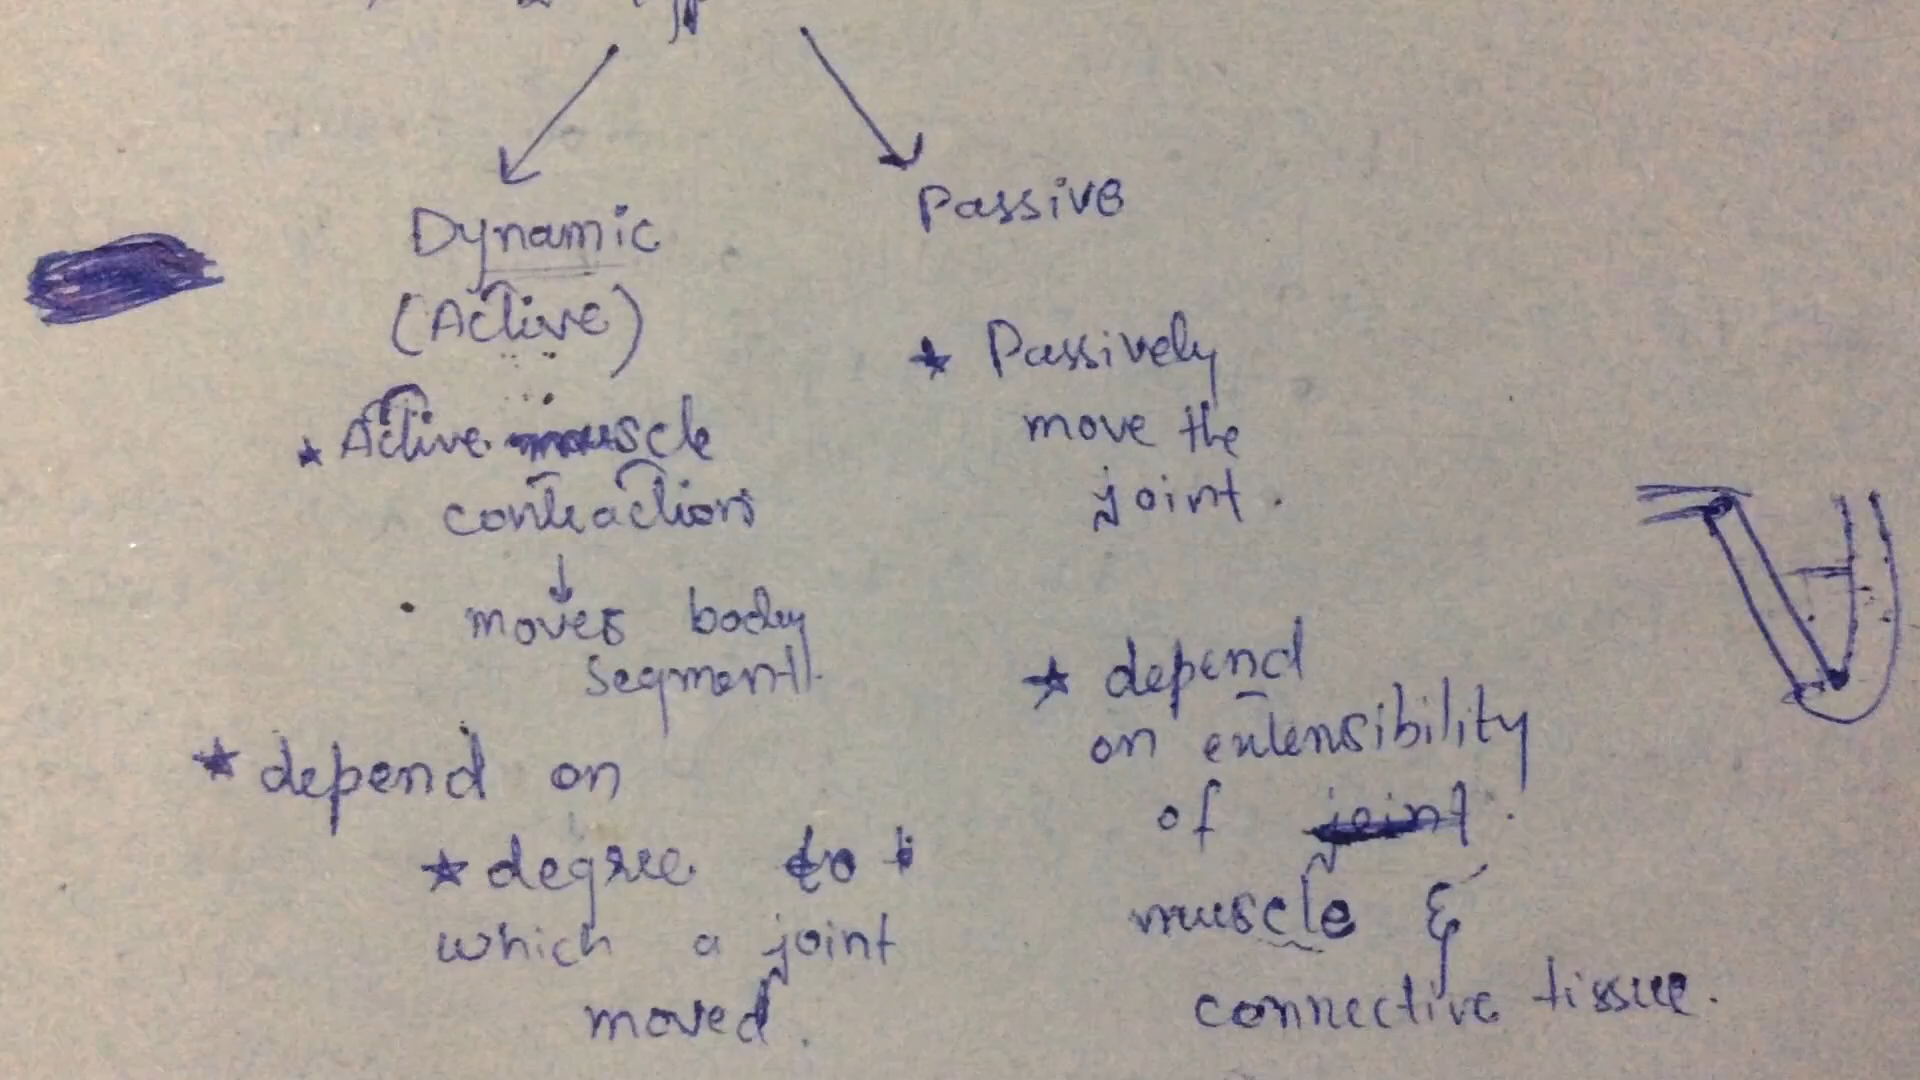 Dynamic
(Active)
★ Active muscle
contractions
↓
moves body
segment.
★ depend on
★ degree to
which a joint
moved.
Passive
★ Passively
move the
joint.
★ depend
on extensibility
of joint.
muscle &
connective tissue.